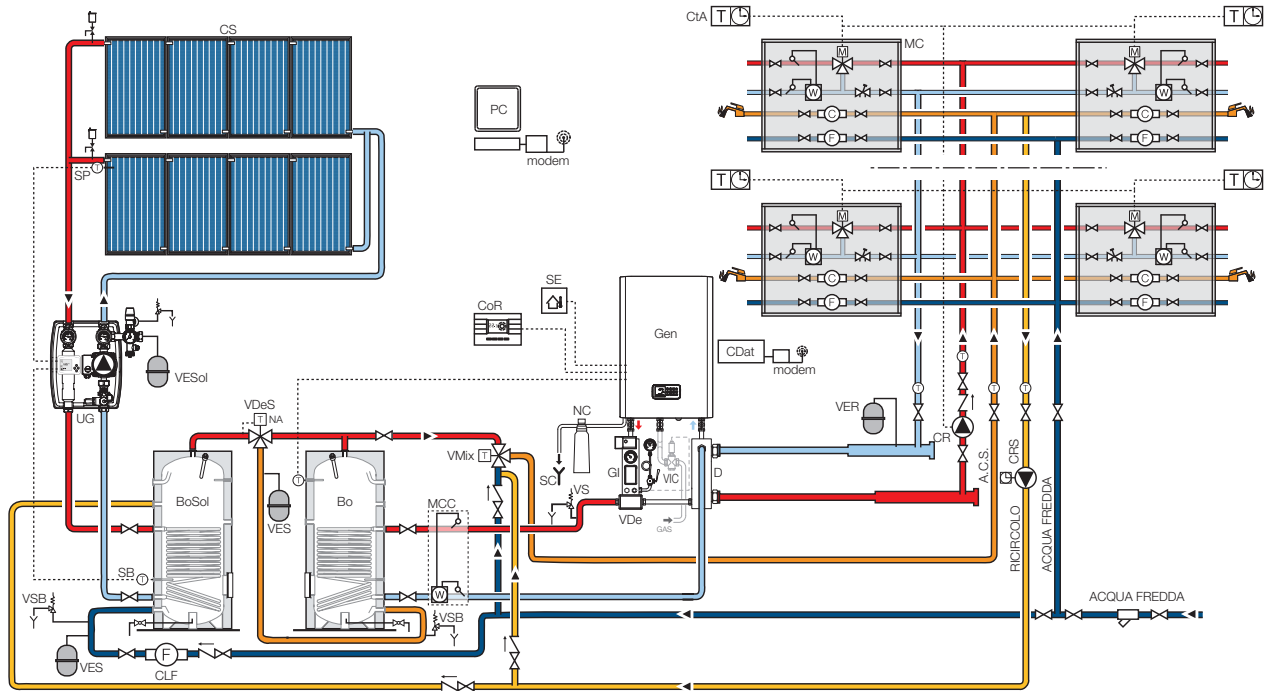 CS
SP
T
PC
modem
CtA
T
T
MC
M
M
W
W
C
C
F
F
T
T
M
M
W
W
C
C
F
F
SE
CoR
Gen
CDat
modem
UG
VESol
VDeS
T
NA
NC
VER
T
T
T
T
CR
VMix
T
GI
VIC
D
SC
VS
VDe
GAS
BoSol
Bo
T
VES
MCC
A.C.S.
CRS
RICIRCOLO
ACQUA FREDDA
SB
T
W
VSB
VSB
ACQUA FREDDA
VES
F
CLF